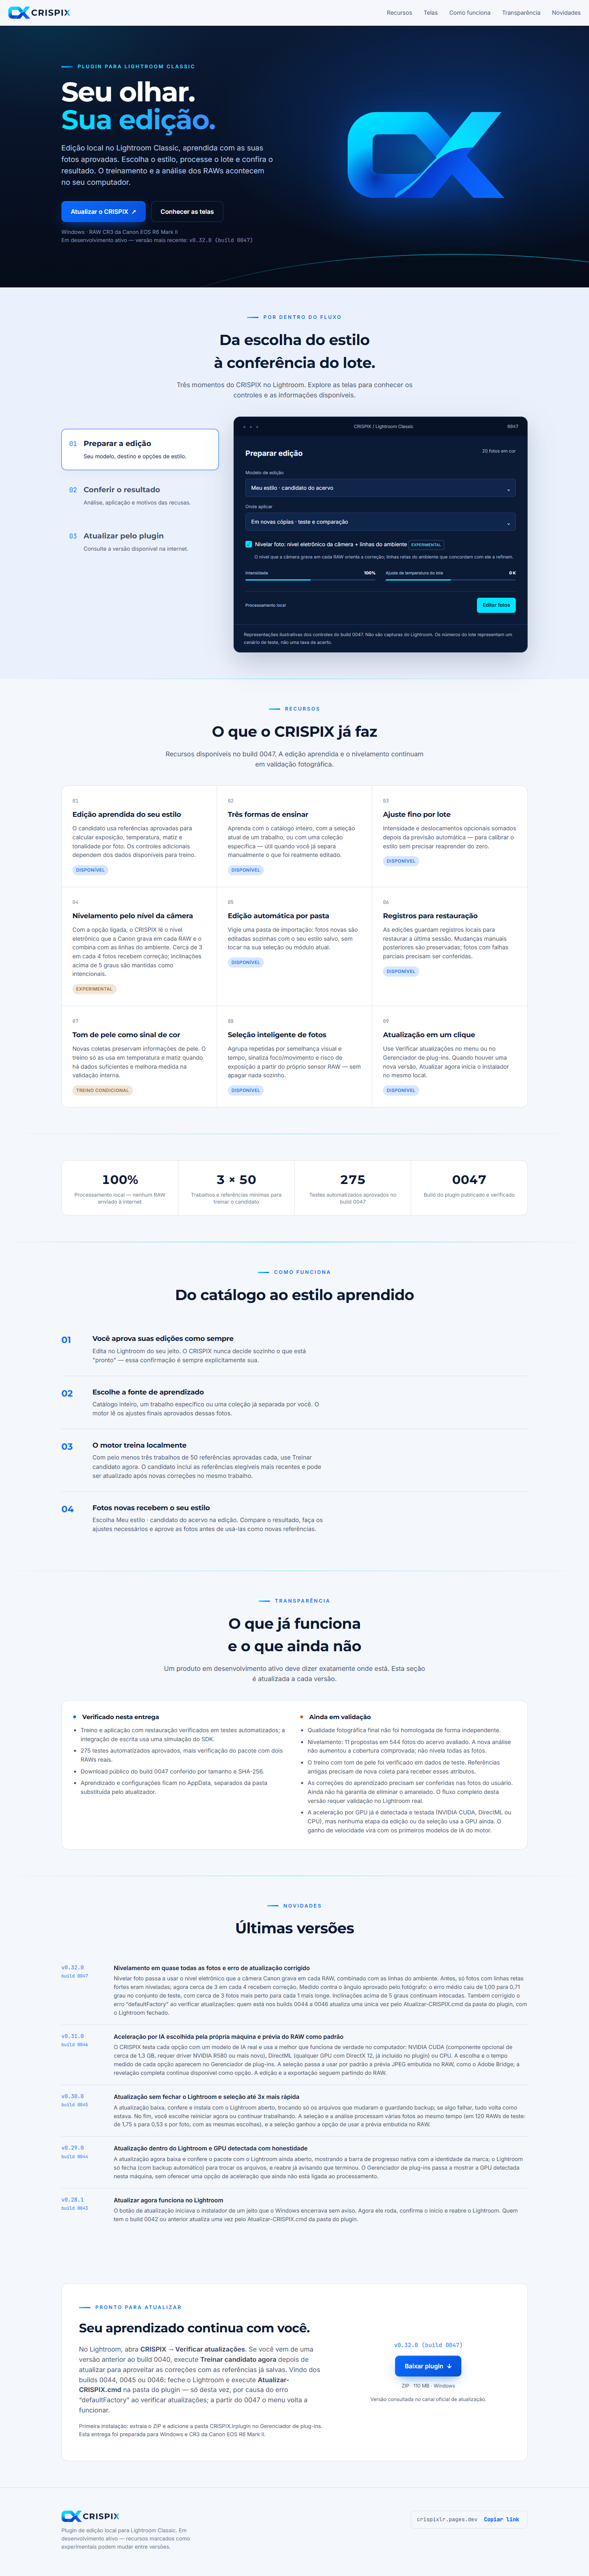 CRISPIX
Recursos
Telas
Como funciona
Transparência
Novidades
PLUGIN PARA LIGHTROOM CLASSIC
Seu olhar.
Sua edição.
Edição local no Lightroom Classic, aprendida com as suas
fotos aprovadas. Escolha o estilo, processe o lote e confira o
resultado. O treinamento e a análise dos RAWs acontecem
no seu computador.
Atualizar o CRISPIX ↗
Conhecer as telas
Windows · RAW CR3 da Canon EOS R6 Mark II
Em desenvolvimento ativo — versão mais recente: v0.32.0 (build 0047)
POR DENTRO DO FLUXO
Da escolha do estilo
à conferência do lote.
Três momentos do CRISPIX no Lightroom. Explore as telas para conhecer os
controles e as informações disponíveis.
01 Preparar a edição
Seu modelo, destino e opções de estilo.
02 Conferir o resultado
Análise, aplicação e motivos das recusas.
03 Atualizar pelo plugin
Consulte a versão disponível na internet.
CRISPIX / Lightroom Classic
0047
Preparar edição
20 fotos em cor
Modelo de edição
Meu estilo · candidato do acervo
Onde aplicar
Em novas cópias · teste e comparação
Nivelar foto: nível eletrônico da câmera + linhas do ambiente EXPERIMENTAL
O nível que a câmera grava em cada RAW orienta a correção; linhas retas do ambiente que concordam com ele a refinam.
Intensidade 100%
Ajuste de temperatura do lote 0 K
Processamento local
Editar fotos
Representações ilustrativas dos controles do build 0047. Não são capturas do Lightroom. Os números do lote representam um
cenário de teste, não uma taxa de acerto.
RECURSOS
O que o CRISPIX já faz
Recursos disponíveis no build 0047. A edição aprendida e o nivelamento continuam
em validação fotográfica.
01
Edição aprendida do seu estilo
O candidato usa referências aprovadas para
calcular exposição, temperatura, matiz e
tonalidade por foto. Os controles adicionais
dependem dos dados disponíveis para treino.
DISPONÍVEL
02
Três formas de ensinar
Aprenda com o catálogo inteiro, com a seleção
atual de um trabalho, ou com uma coleção
específica — útil quando você já separa
manualmente o que foi realmente editado.
DISPONÍVEL
03
Ajuste fino por lote
Intensidade e deslocamentos opcionais somados
depois da previsão automática — para calibrar o
estilo sem precisar reaprender do zero.
DISPONÍVEL
04
Nivelamento pelo nível da câmera
Com a opção ligada, o CRISPIX lê o nível
eletrônico que a Canon grava em cada RAW e o
combina com as linhas do ambiente. Cerca de 3
em cada 4 fotos recebem correção; inclinações
acima de 5 graus são mantidas como
intencionais.
EXPERIMENTAL
05
Edição automática por pasta
Vigie uma pasta de importação: fotos novas são
editadas sozinhas com o seu estilo salvo, sem
tocar na sua seleção ou módulo atual.
DISPONÍVEL
06
Registros para restauração
As edições guardam registros locais para
restaurar a última sessão. Mudanças manuais
posteriores são preservadas; fotos com falhas
parciais precisam ser conferidas.
DISPONÍVEL
07
Tom de pele como sinal de cor
Novas coletas preservam informações de pele. O
treino só as usa em temperatura e matiz quando
há dados suficientes e melhora medida na
validação interna.
TREINO CONDICIONAL
08
Seleção inteligente de fotos
Agrupa repetidas por semelhança visual e
tempo, sinaliza foco/movimento e risco de
exposição a partir do próprio sensor RAW — sem
apagar nada sozinho.
DISPONÍVEL
09
Atualização em um clique
Use Verificar atualizações no menu ou no
Gerenciador de plug-ins. Quando houver uma
nova versão, Atualizar agora inicia o instalador
no mesmo local.
DISPONÍVEL
100%
Processamento local — nenhum RAW
enviado à internet
3 × 50
Trabalhos e referências mínimas para
treinar o candidato
275
Testes automatizados aprovados no
build 0047
0047
Build do plugin publicado e verificado
COMO FUNCIONA
Do catálogo ao estilo aprendido
01
Você aprova suas edições como sempre
Edita no Lightroom do seu jeito. O CRISPIX nunca decide sozinho o que está
"pronto" — essa confirmação é sempre explicitamente sua.
02
Escolhe a fonte de aprendizado
Catálogo inteiro, um trabalho específico ou uma coleção já separada por você. O
motor lê os ajustes finais aprovados dessas fotos.
03
O motor treina localmente
Com pelo menos três trabalhos de 50 referências aprovadas cada, use Treinar
candidato agora. O candidato inclui as referências elegíveis mais recentes e pode
ser atualizado após novas correções no mesmo trabalho.
04
Fotos novas recebem o seu estilo
Escolha Meu estilo · candidato do acervo na edição. Compare o resultado, faça os
ajustes necessários e aprove as fotos antes de usá-las como novas referências.
TRANSPARÊNCIA
O que já funciona
e o que ainda não
Um produto em desenvolvimento ativo deve dizer exatamente onde está. Esta seção
é atualizada a cada versão.
Verificado nesta entrega
Treino e aplicação com restauração verificados em testes automatizados; a
integração de escrita usa uma simulação do SDK.
275 testes automatizados aprovados, mais verificação do pacote com dois
RAWs reais.
Download público do build 0047 conferido por tamanho e SHA-256.
Aprendizado e configurações ficam no AppData, separados da pasta
substituída pelo atualizador.
Ainda em validação
Qualidade fotográfica final não foi homologada de forma independente.
Nivelamento: 11 propostas em 544 fotos do acervo avaliado. A nova análise
não aumentou a cobertura comprovada; não nivela todas as fotos.
O treino com tom de pele foi verificado em dados de teste. Referências
antigas precisam de nova coleta para receber esses atributos.
As correções do aprendizado precisam ser conferidas nas fotos do usuário.
Ainda não há garantia de eliminar o amarelado. O fluxo completo desta
versão requer validação no Lightroom real.
A aceleração por GPU já é detectada e testada (NVIDIA CUDA, DirectML ou
CPU), mas nenhuma etapa da edição ou da seleção usa a GPU ainda. O
ganho de velocidade virá com os primeiros modelos de IA do motor.
NOVIDADES
Últimas versões
v0.32.0
build 0047
Nivelamento em quase todas as fotos e erro de atualização corrigido
Nivelar foto passa a usar o nível eletrônico que a câmera Canon grava em cada RAW, combinado com as linhas do ambiente. Antes, só fotos com linhas retas
fortes eram niveladas; agora cerca de 3 em cada 4 recebem correção. Medido contra o ângulo aprovado pelo fotógrafo: o erro médio caiu de 1,00 para 0,71
grau no conjunto de teste, com cerca de 3 fotos mais perto para cada 1 mais longe. Inclinações acima de 5 graus continuam intocadas. Também corrigido o
erro "defaultFactory" ao verificar atualizações: quem está nos builds 0044 a 0046 atualiza uma única vez pelo Atualizar-CRISPIX.cmd da pasta do plugin, com
o Lightroom fechado.
v0.31.0
build 0046
Aceleração por IA escolhida pela própria máquina e prévia do RAW como padrão
O CRISPIX testa cada opção com um modelo de IA real e usa a melhor que funciona de verdade no computador: NVIDIA CUDA (componente opcional de
cerca de 1,3 GB, requer driver NVIDIA R580 ou mais novo), DirectML (qualquer GPU com DirectX 12, já incluído no plugin) ou CPU. A escolha e o tempo
medido de cada opção aparecem no Gerenciador de plug-ins. A seleção passa a usar por padrão a prévia JPEG embutida no RAW, como o Adobe Bridge; a
revelação completa continua disponível como opção. A edição e a exportação seguem partindo do RAW.
v0.30.0
build 0045
Atualização sem fechar o Lightroom e seleção até 3x mais rápida
A atualização baixa, confere e instala com o Lightroom aberto, trocando só os arquivos que mudaram e guardando backup; se algo falhar, tudo volta como
estava. No fim, você escolhe reiniciar agora ou continuar trabalhando. A seleção e a análise processam várias fotos ao mesmo tempo (em 120 RAWs de teste:
de 1,75 s para 0,53 s por foto, com as mesmas escolhas), e a seleção ganhou a opção de usar a prévia embutida no RAW.
v0.29.0
build 0044
Atualização dentro do Lightroom e GPU detectada com honestidade
A atualização agora baixa e confere o pacote com o Lightroom ainda aberto, mostrando a barra de progresso nativa com a identidade da marca; o Lightroom
só fecha (com backup automático) para trocar os arquivos, e reabre já avisando que terminou. O Gerenciador de plug-ins passa a mostrar a GPU detectada
nesta máquina, sem oferecer uma opção de aceleração que ainda não está ligada ao processamento.
v0.28.1
build 0043
Atualizar agora funciona no Lightroom
O botão de atualização iniciava o instalador de um jeito que o Windows encerrava sem aviso. Agora ele roda, confirma o início e reabre o Lightroom. Quem
tem o build 0042 ou anterior atualiza uma vez pelo Atualizar-CRISPIX.cmd da pasta do plugin.
PRONTO PARA ATUALIZAR
Seu aprendizado continua com você.
No Lightroom, abra CRISPIX → Verificar atualizações. Se você vem de uma
versão anterior ao build 0040, execute Treinar candidato agora depois de
atualizar para aproveitar as correções com as referências já salvas. Vindo dos
builds 0044, 0045 ou 0046: feche o Lightroom e execute Atualizar-
CRISPIX.cmd na pasta do plugin — só desta vez, por causa do erro
"defaultFactory" ao verificar atualizações; a partir do 0047 o menu volta a
funcionar.
Primeira instalação: extraia o ZIP e adicione a pasta CRISPIX.lrplugin no Gerenciador de plug-ins.
Esta entrega foi preparada para Windows e CR3 da Canon EOS R6 Mark II.
v0.32.0 (build 0047)
Baixar plugin ↓
ZIP · 110 MB · Windows
Versão consultada no canal oficial de atualização.
CRISPIX
Plugin de edição local para Lightroom Classic. Em
desenvolvimento ativo — recursos marcados como
experimentais podem mudar entre versões.
crispixlr.pages.dev
Copiar link